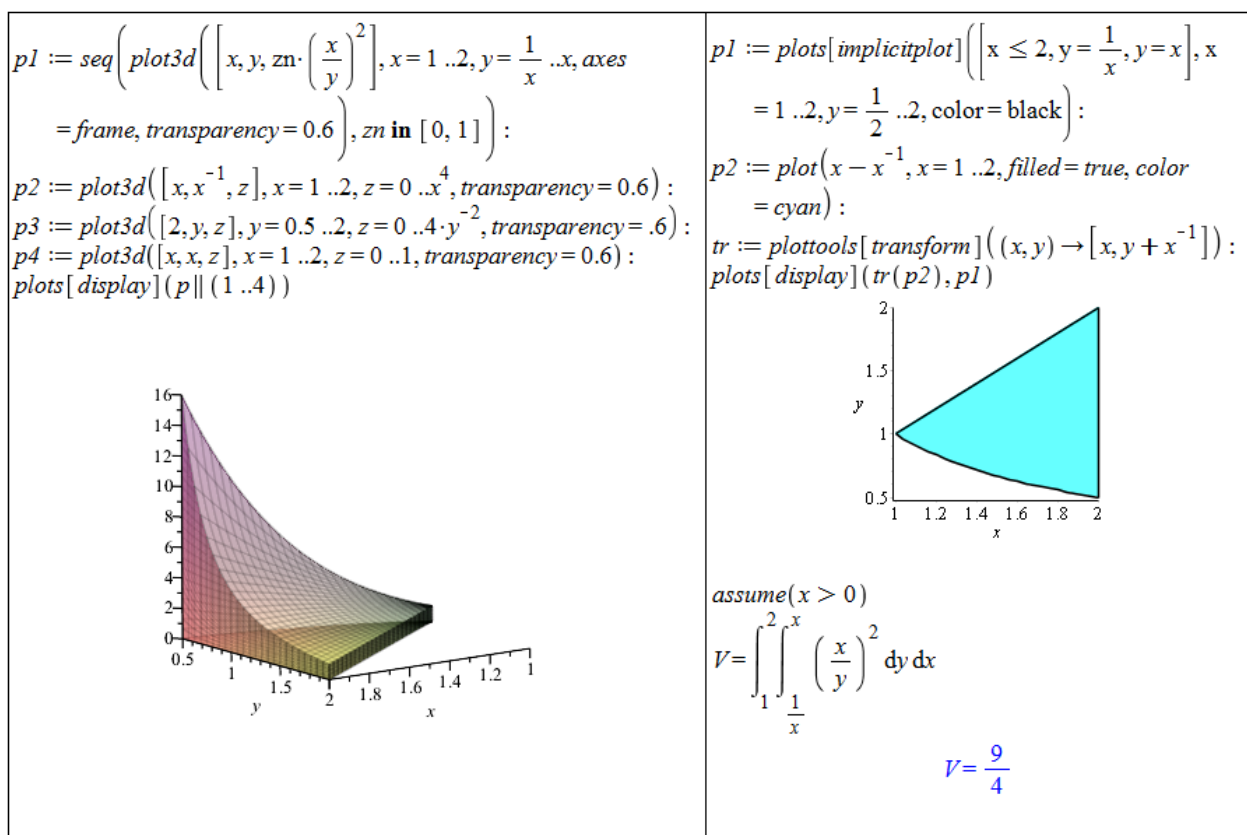 p1 := seq(plot3d([x, y, zn·(x/y)^2], x = 1 ..2, y = 1/x ..x, axes
= frame, transparency = 0.6), zn in [0, 1]) :
p2 := plot3d([x, x^-1, z], x = 1 ..2, z = 0 ..x^4, transparency = 0.6) :
p3 := plot3d([2, y, z], y = 0.5 ..2, z = 0 ..4·y^-2, transparency = .6) :
p4 := plot3d([x, x, z], x = 1 ..2, z = 0 ..1, transparency = 0.6) :
plots[display](p||(1 ..4))
16
14
12
10
8
6
4
2
0
0.5
1
1.5
2
y
1.8
1.6
1.4
1.2
1
x
p1 := plots[implicitplot]([x ≤ 2, y = 1/x, y = x], x
= 1 ..2, y = 1/2 ..2, color = black) :
p2 := plot(x − x^-1, x = 1 ..2, filled = true, color
= cyan) :
tr := plottools[transform]((x, y) → [x, y + x^-1]) :
plots[display](tr(p2), p1)
2
1.5
y
1
0.5
1 1.2 1.4 1.6 1.8 2
x
assume(x > 0)
V = ∫_1^2 ∫_{1/x}^x (x/y)^2 dy dx
V = 9/4